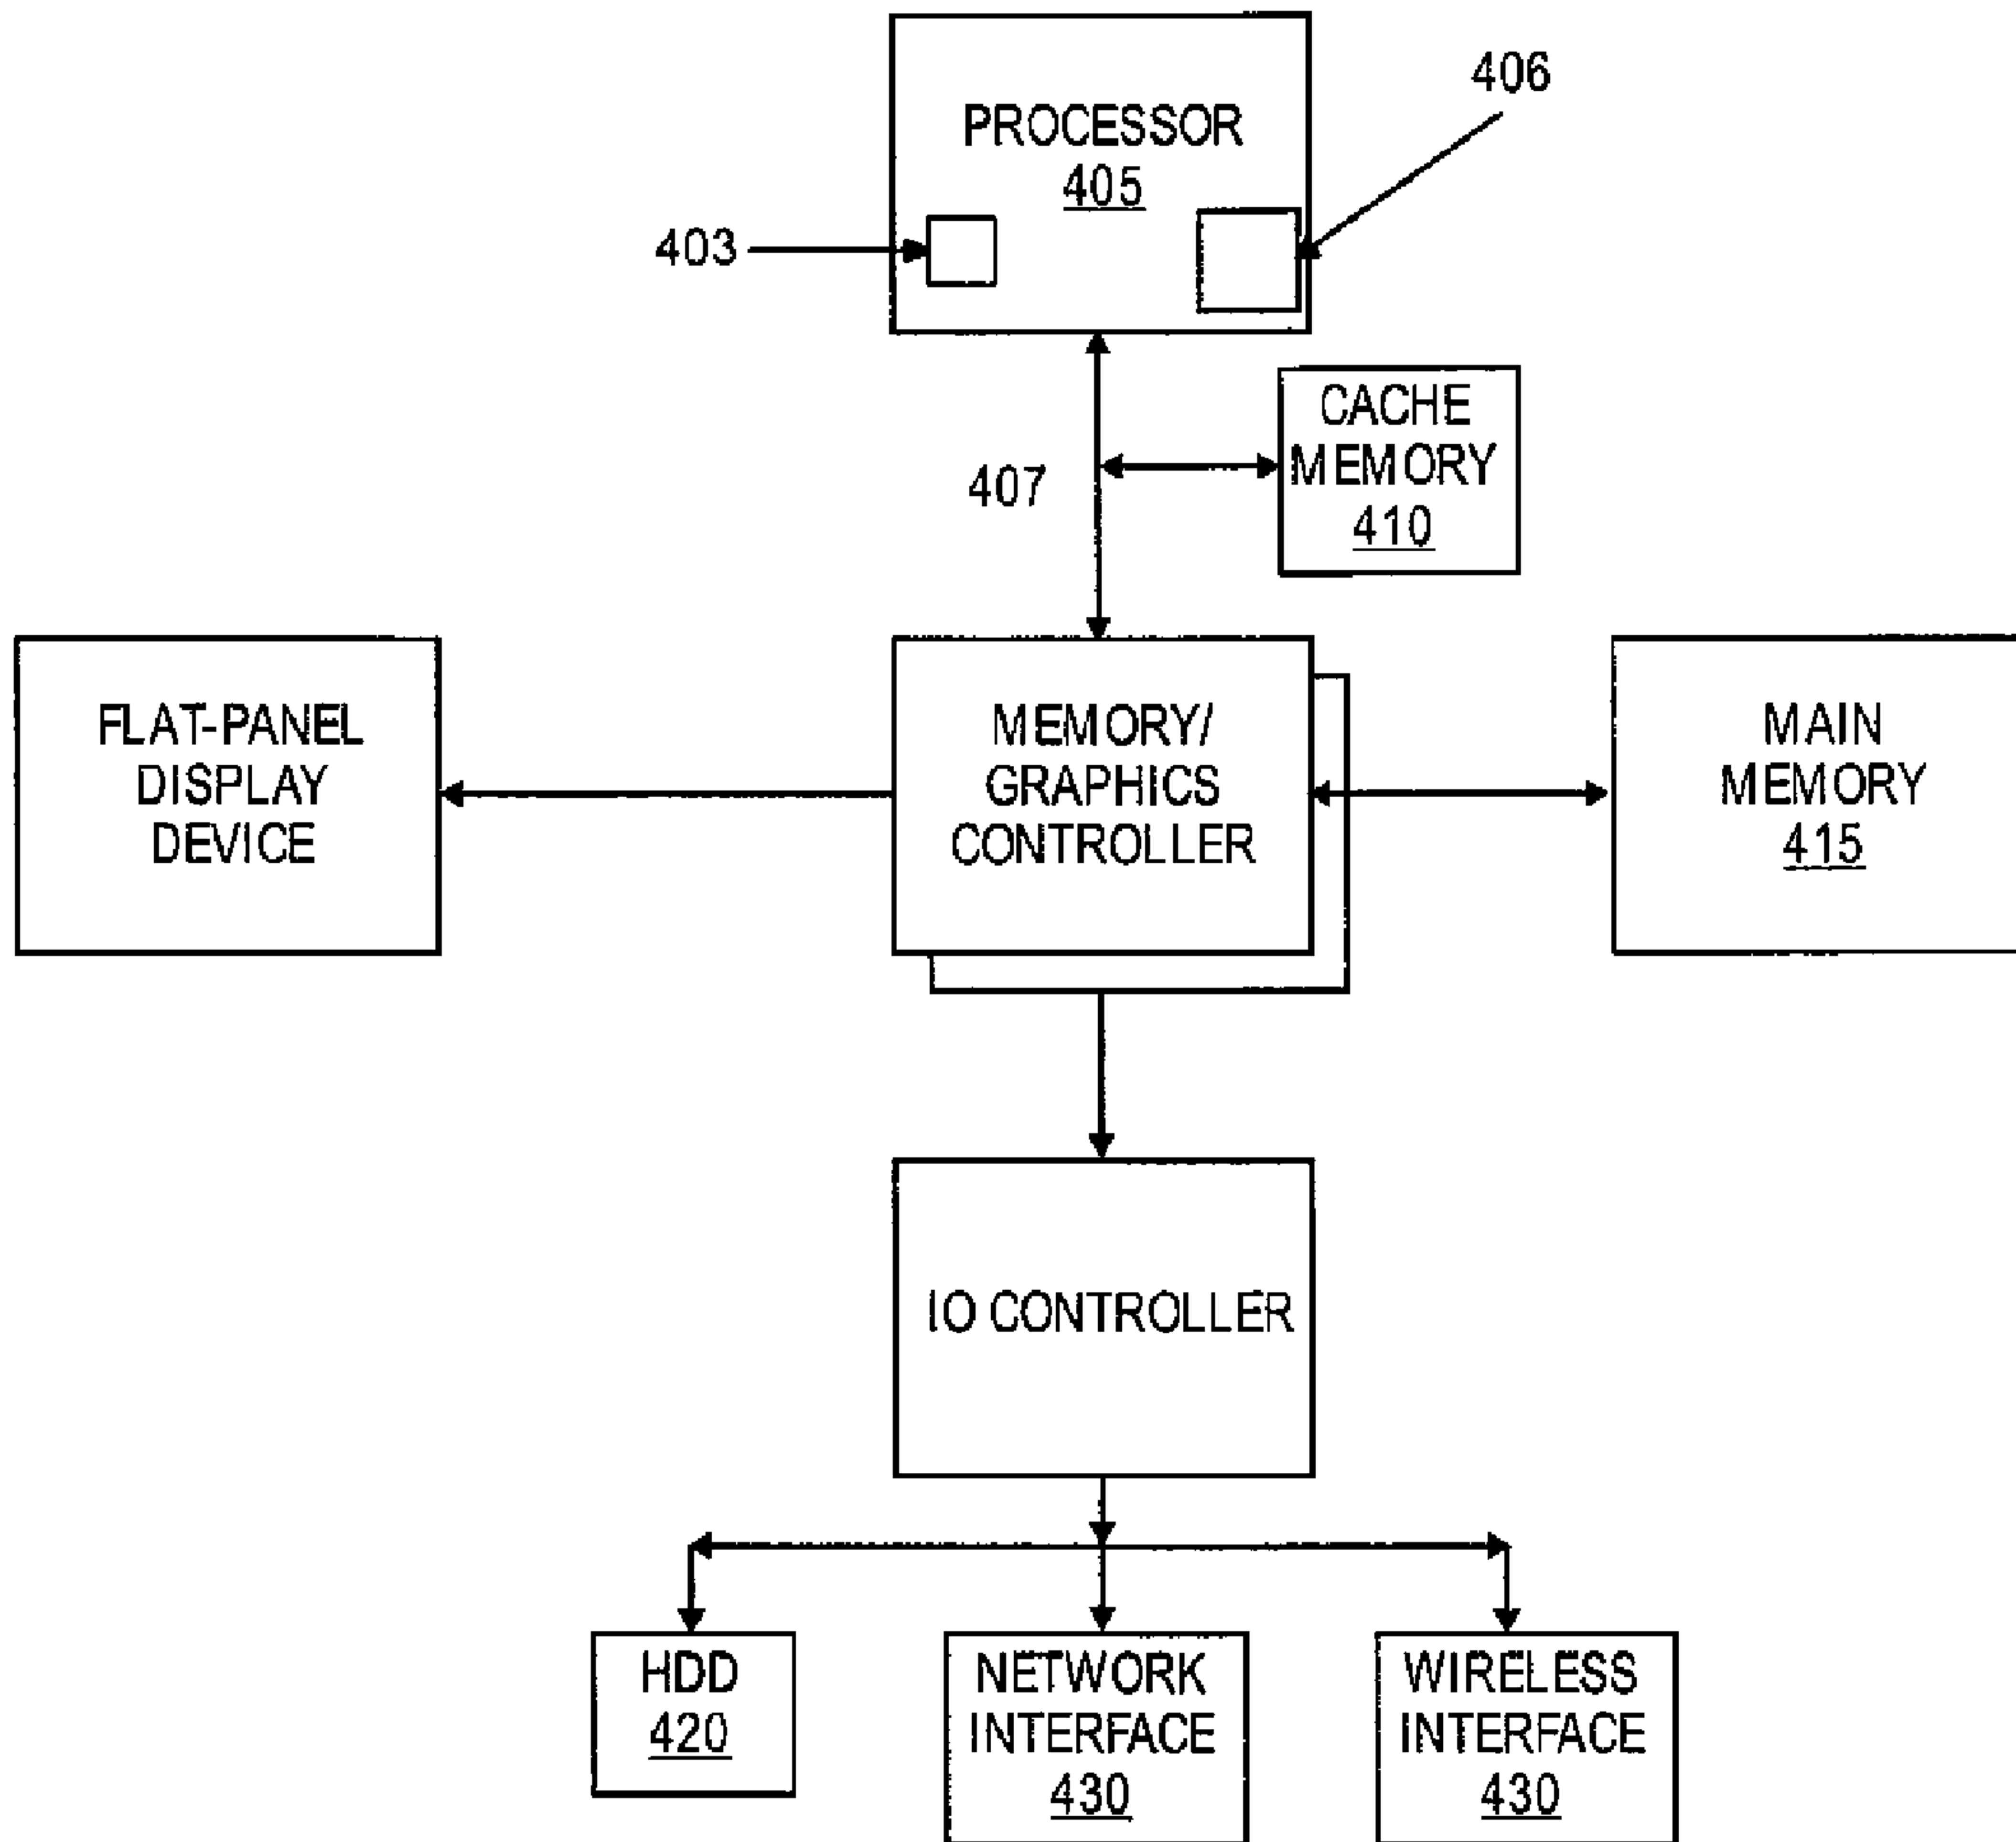 406
PROCESSOR
405
403
CACHE
MEMORY
410
407
FLAT-PANEL
DISPLAY
DEVICE
MEMORY/
GRAPHICS
CONTROLLER
MAIN
MEMORY
415
IO CONTROLLER
HDD
420
NETWORK
INTERFACE
430
WIRELESS
INTERFACE
430